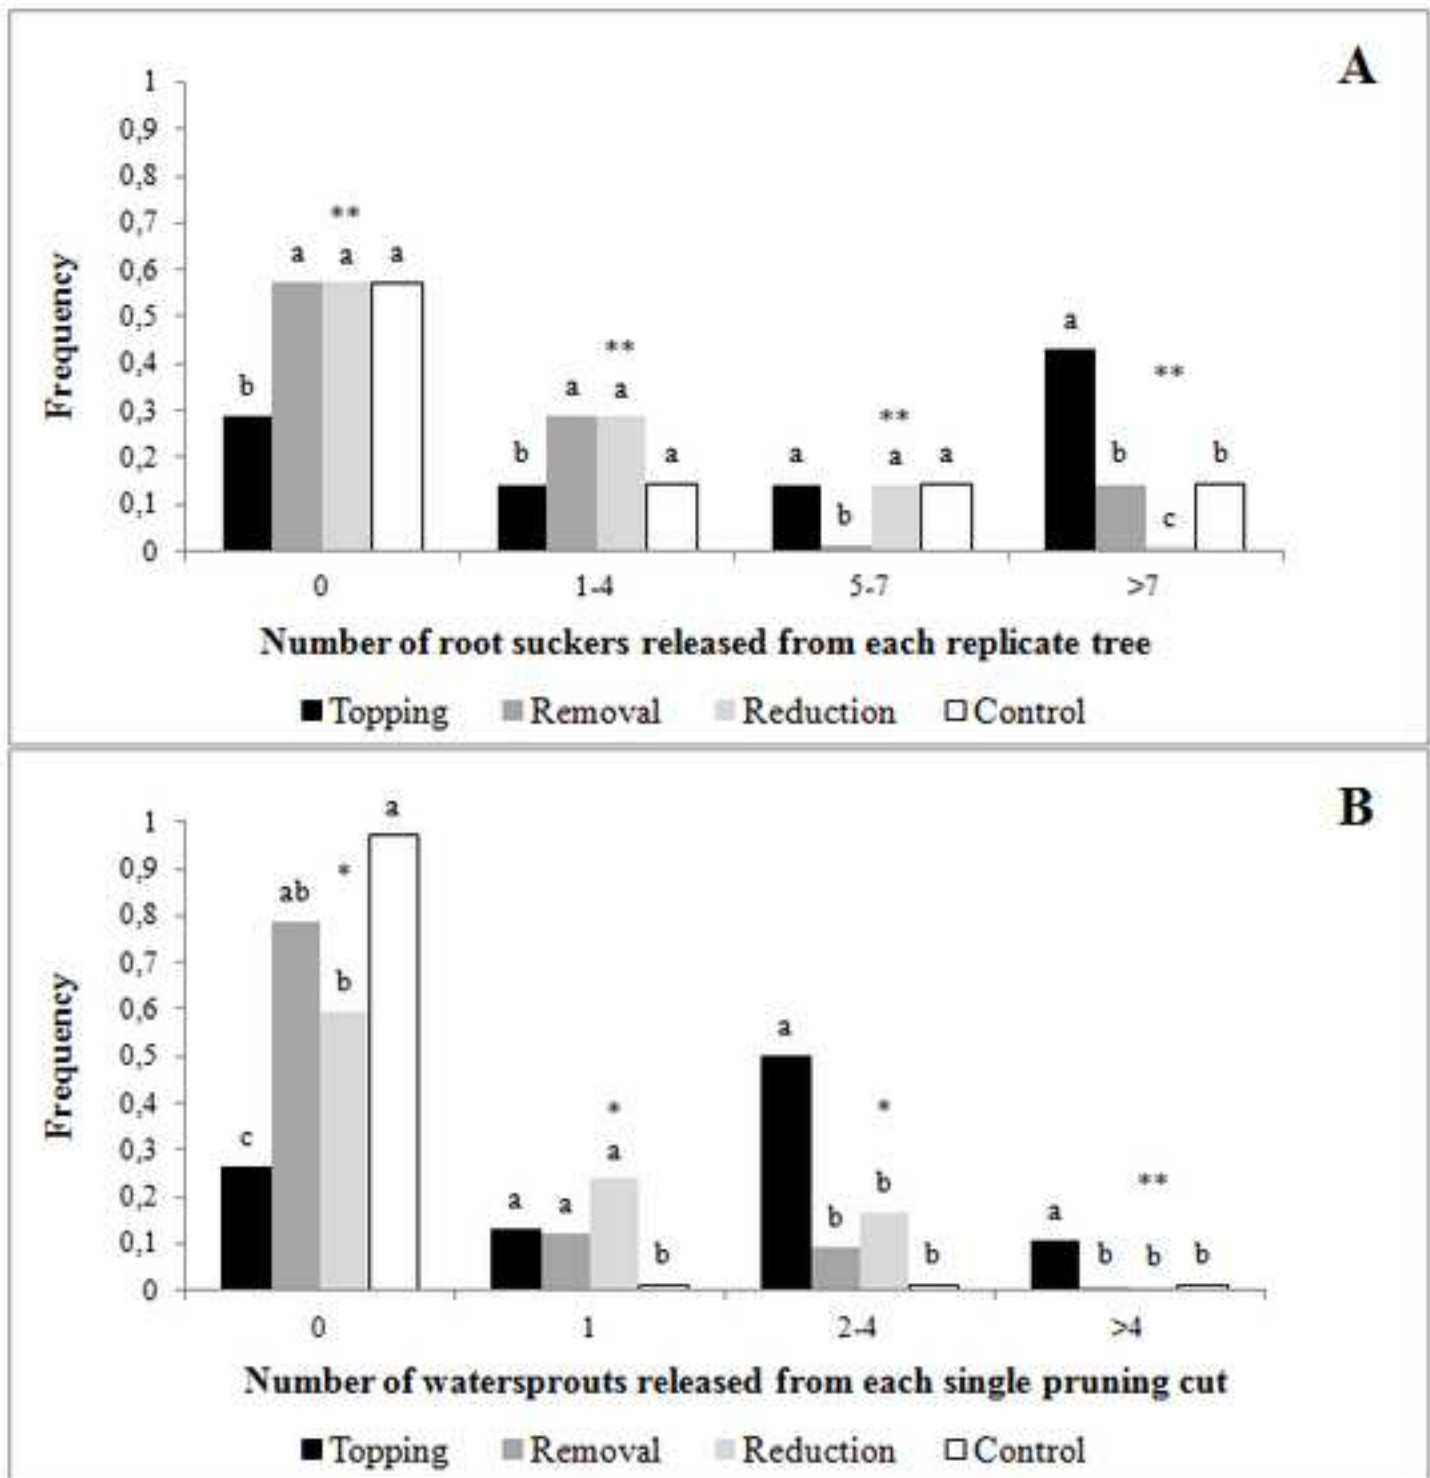 A
1
0,9
0,8
0,7
0,6
0,5
0,4
0,3
0,2
0,1
0
Frequency
**
a a a
b
**
a a
b a
**
a a a
b
a
**
b b
c
0 1-4 5-7 >7
Number of root suckers released from each replicate tree
Topping Removal Reduction Control
B
1
0,9
0,8
0,7
0,6
0,5
0,4
0,3
0,2
0,1
0
Frequency
a
*
ab
b
c
*
a
a a
b
a
*
b
b
b
**
a
b b b
0 1 2-4 >4
Number of watersprouts released from each single pruning cut
Topping Removal Reduction Control